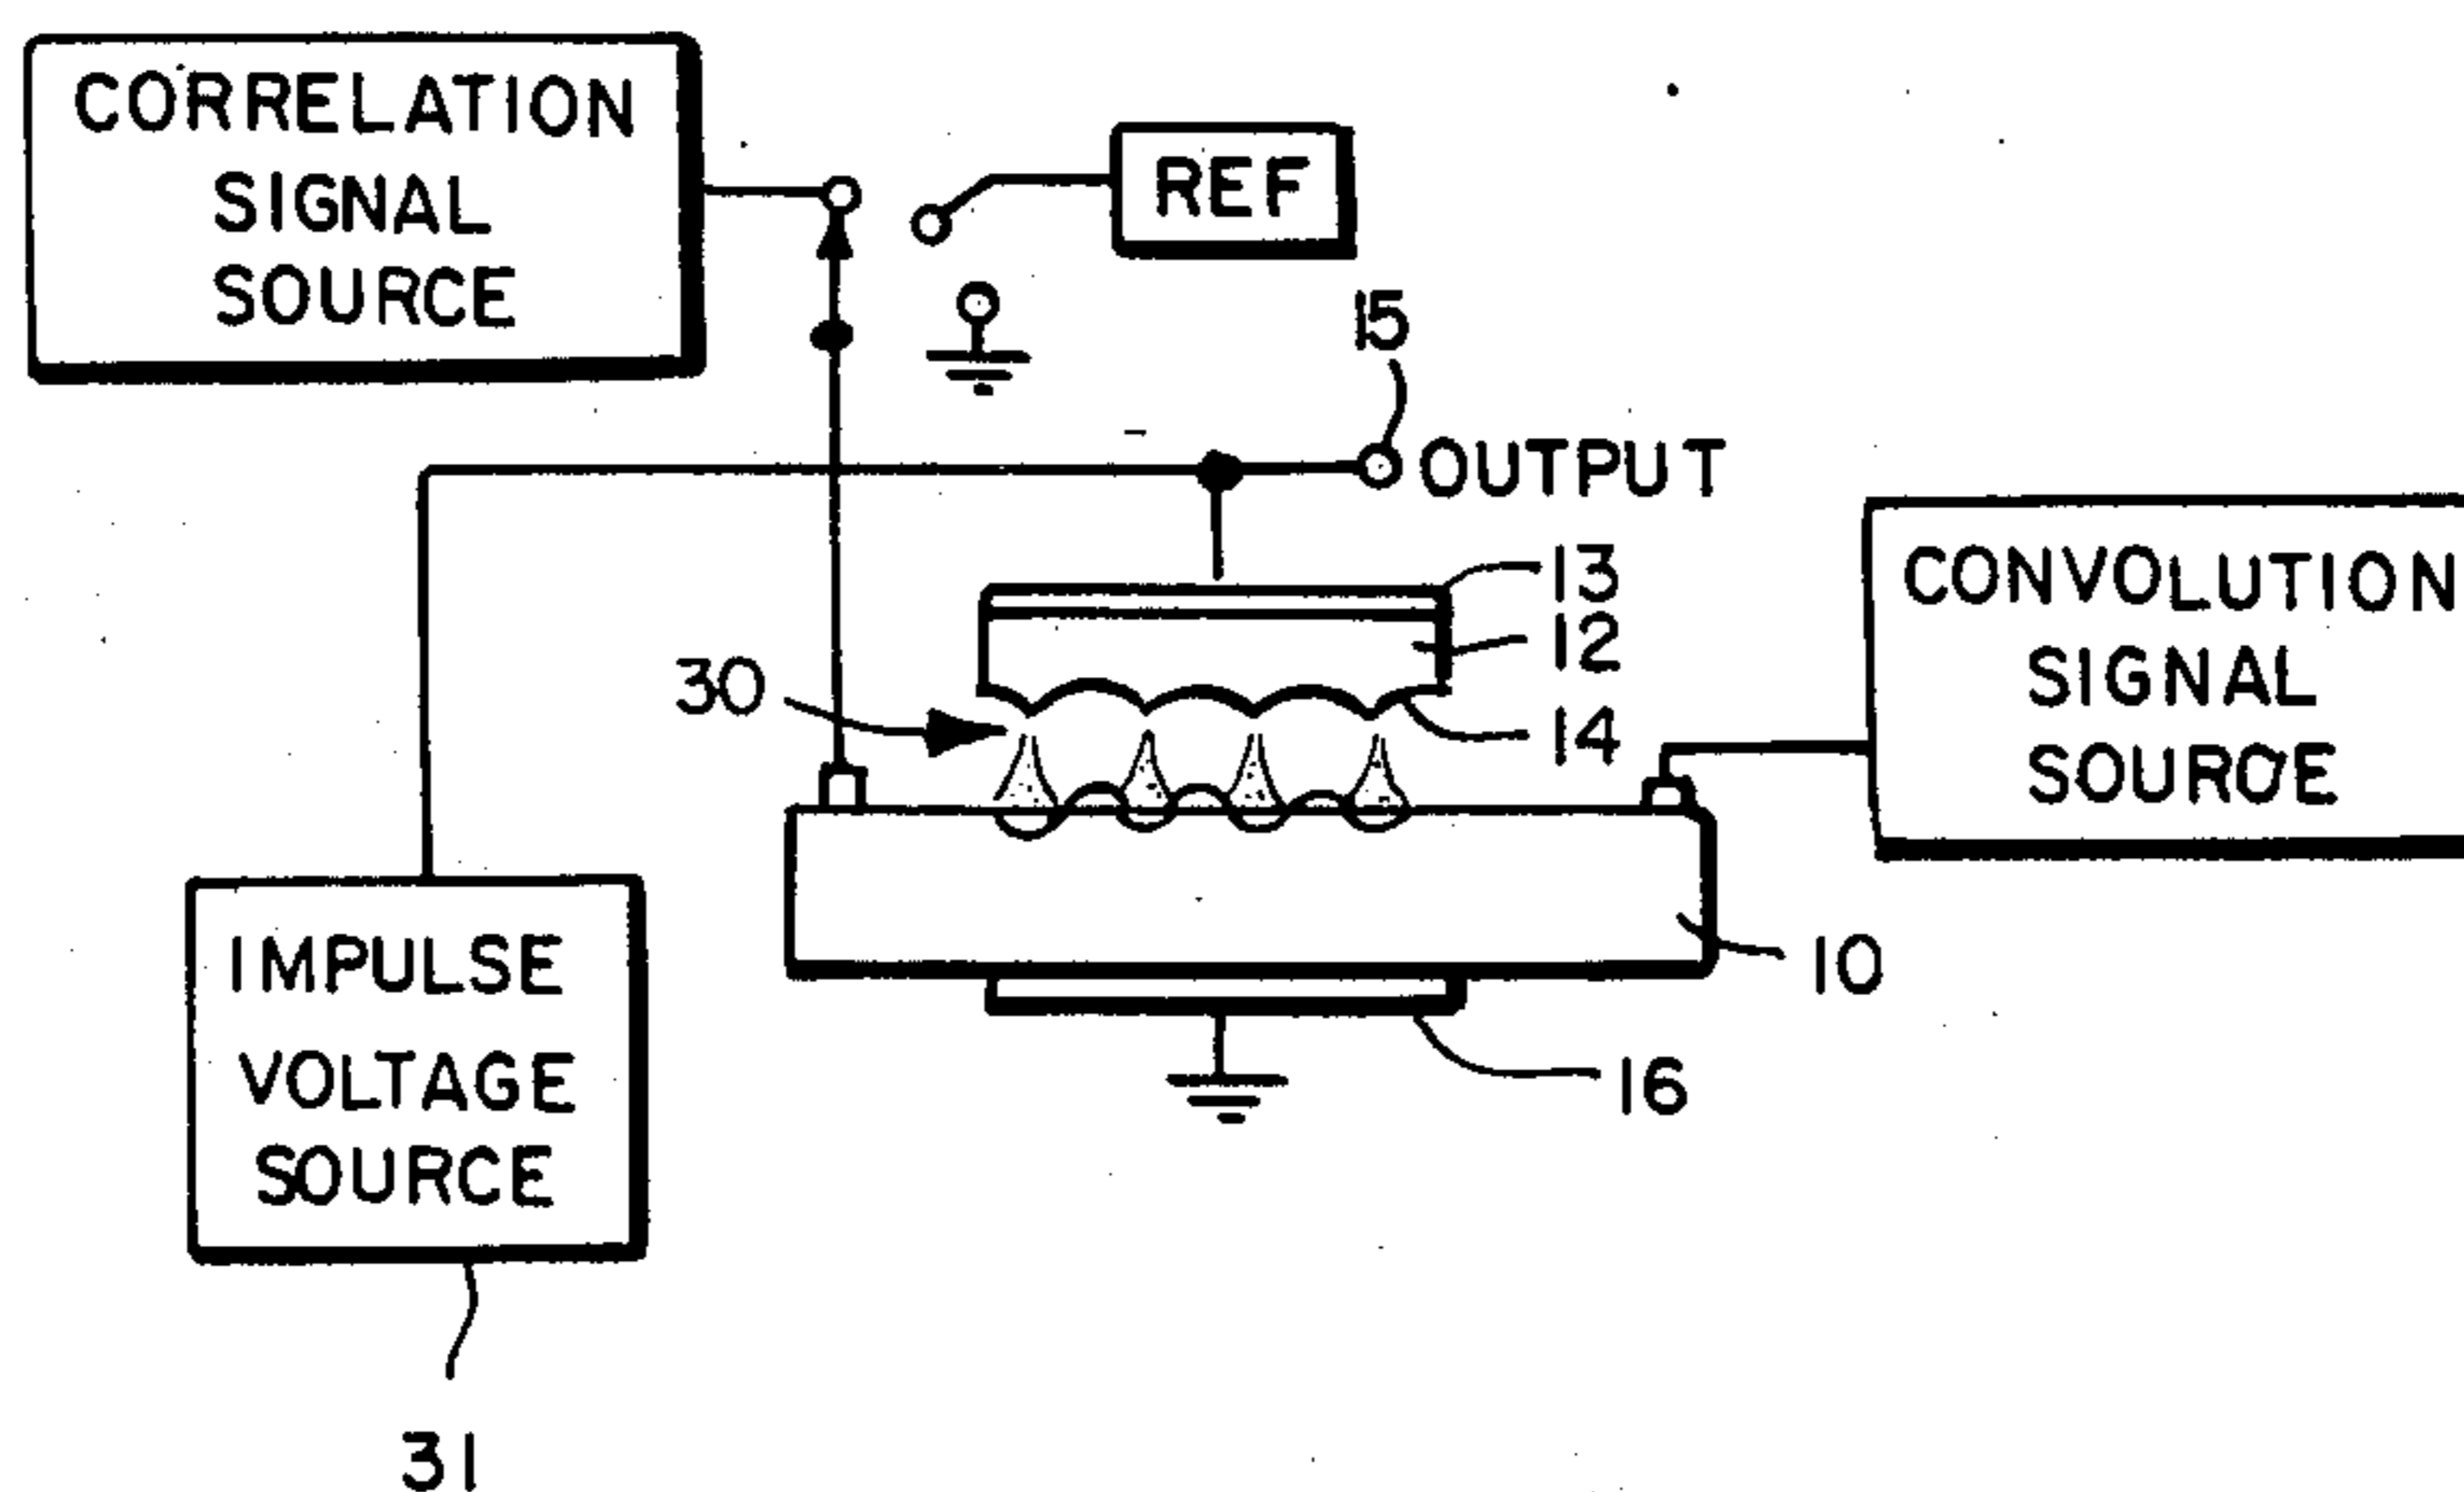 CORRELATION
SIGNAL
SOURCE
REF
15
OUTPUT
13
12
30
14
CONVOLUTION
SIGNAL
SOURCE
10
IMPULSE
VOLTAGE
SOURCE
16
31